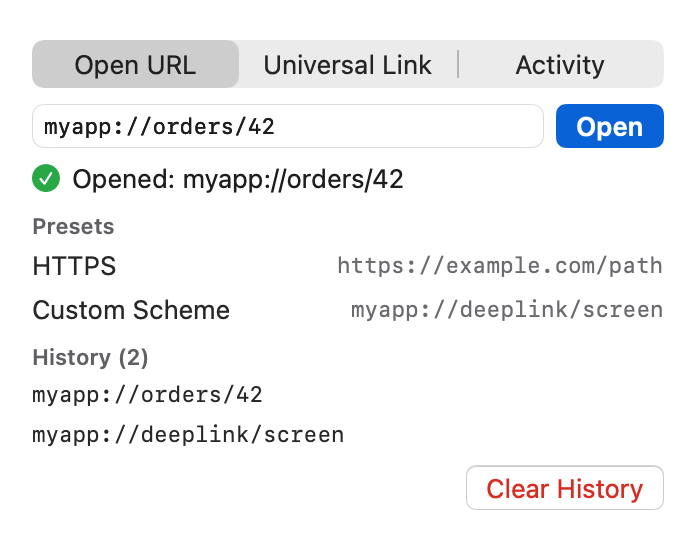 Open URL Universal Link Activity
myapp://orders/42 Open
Opened: myapp://orders/42
Presets
HTTPS https://example.com/path
Custom Scheme myapp://deeplink/screen
History (2)
myapp://orders/42
myapp://deeplink/screen
Clear History